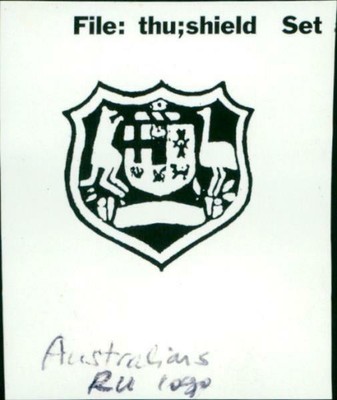 File: thu;shield Set
Australians
RU logo